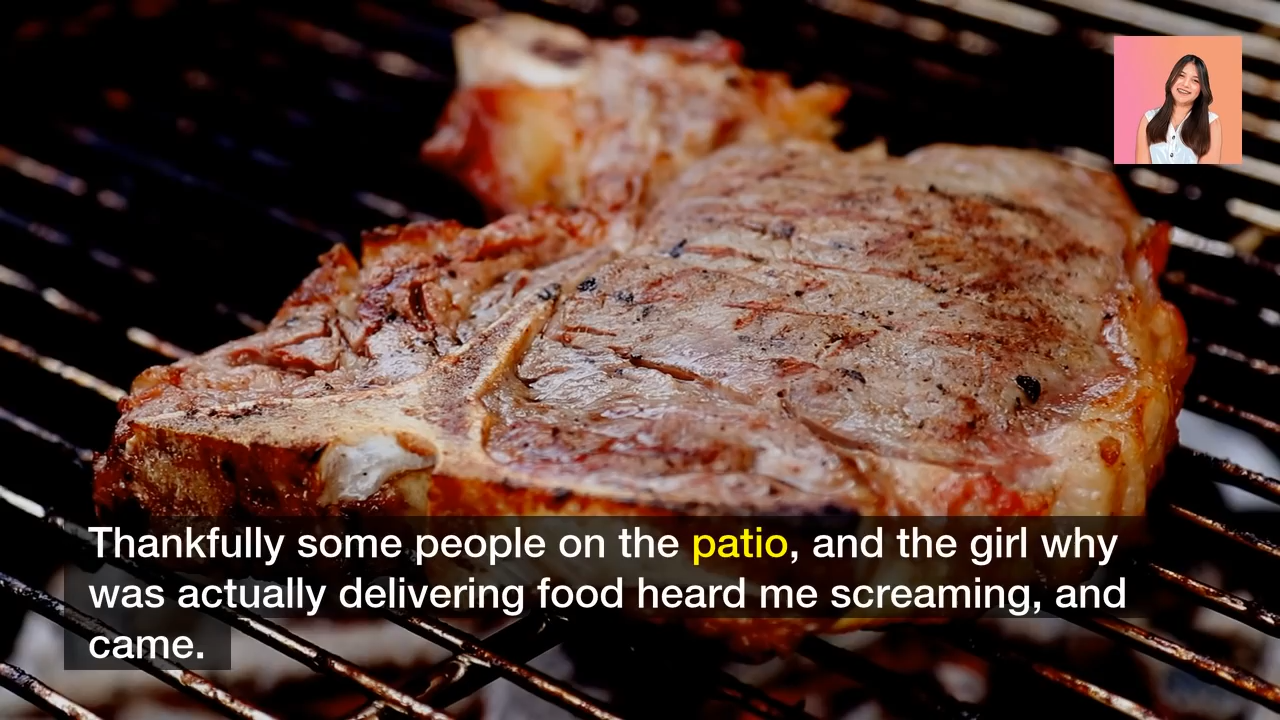 Thankfully some people on the patio, and the girl why
was actually delivering food heard me screaming, and
came.